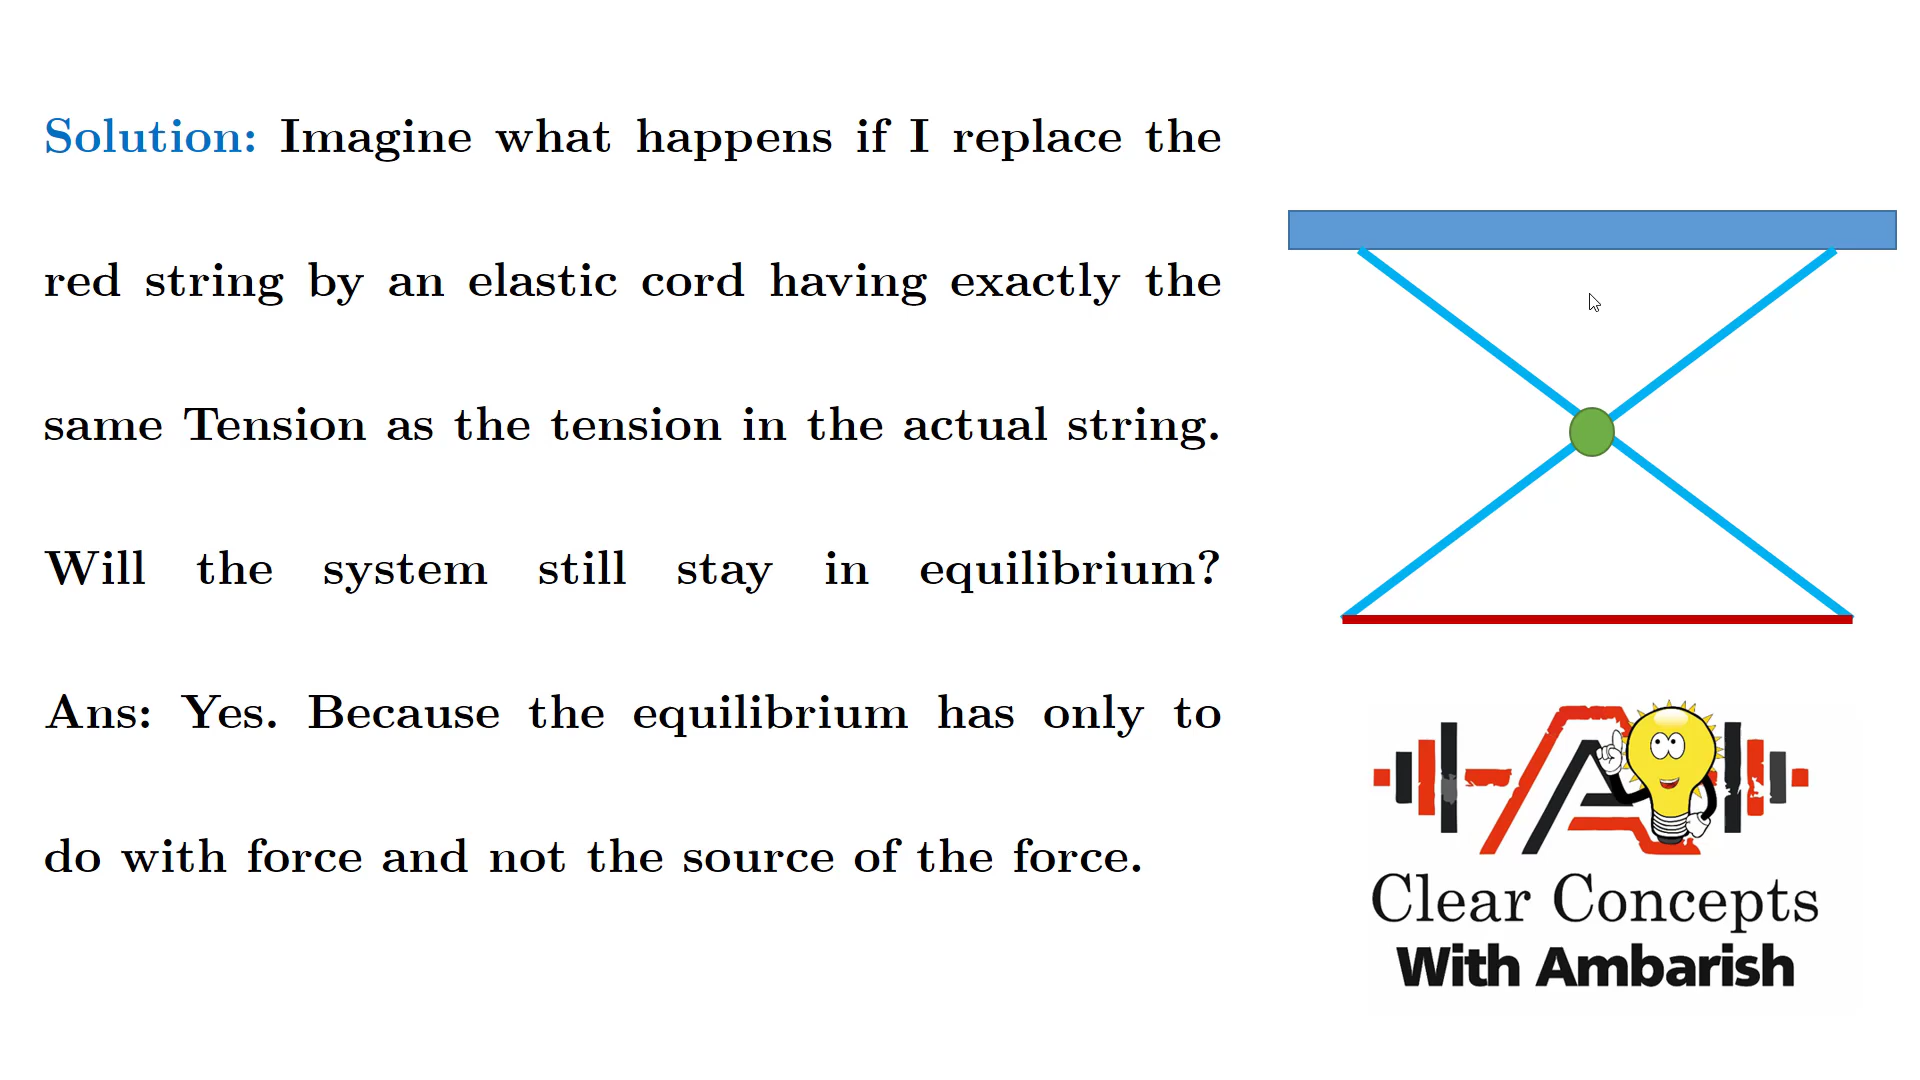 Solution: Imagine what happens if I replace the
red string by an elastic cord having exactly the
same Tension as the tension in the actual string.
Will the system still stay in equilibrium?
Ans: Yes. Because the equilibrium has only to
do with force and not the source of the force.
Clear Concepts
With Ambarish